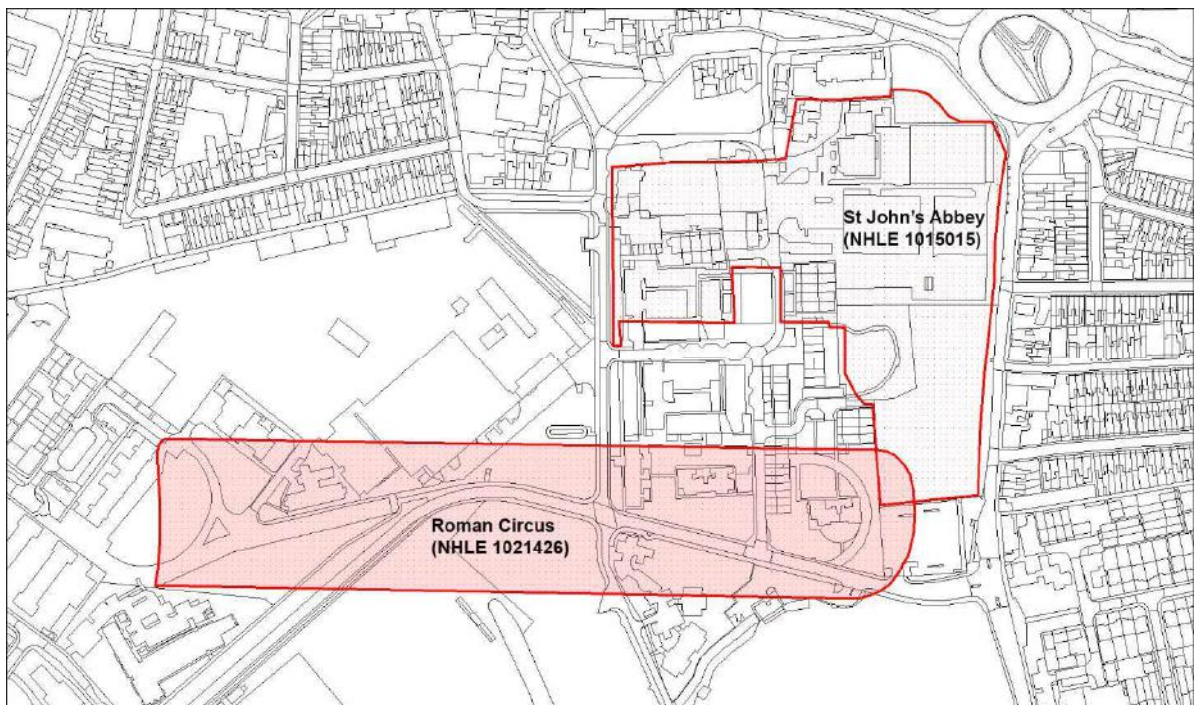 St John's Abbey
(NHLE 1015015)
Roman Circus
(NHLE 1021426)